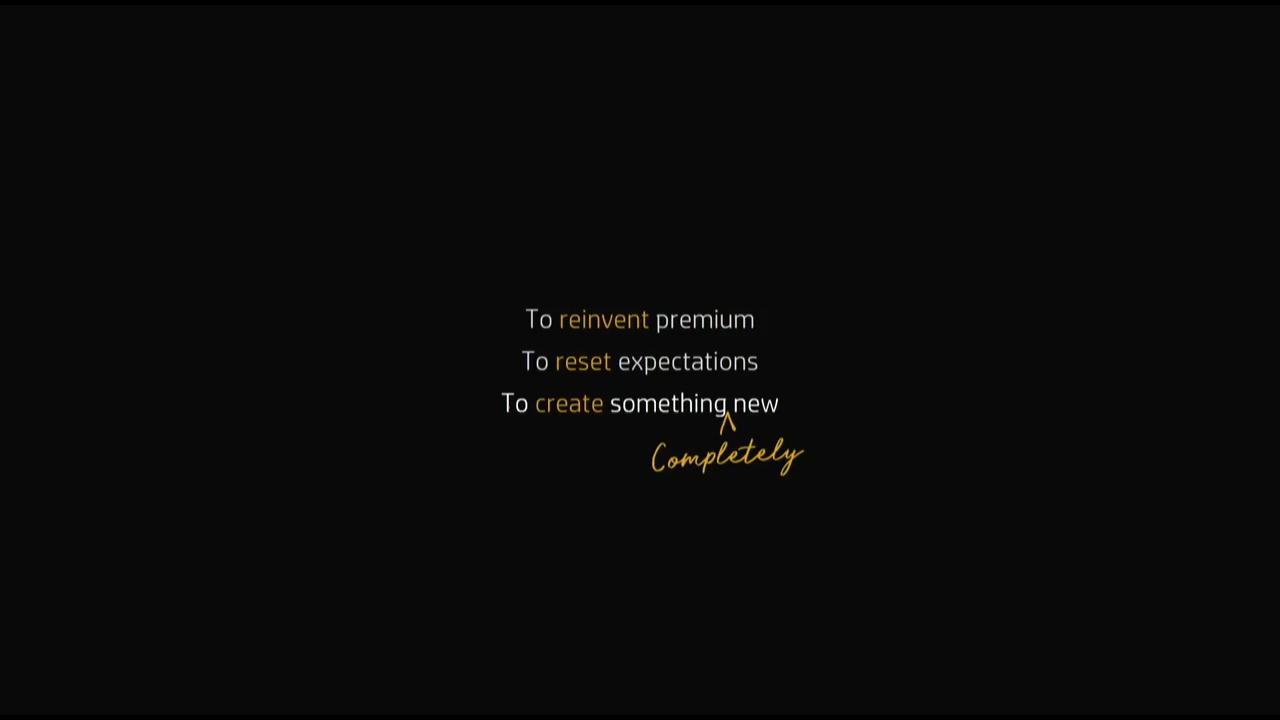 To reinvent premium
To reset expectations
To create something new
^
Completely